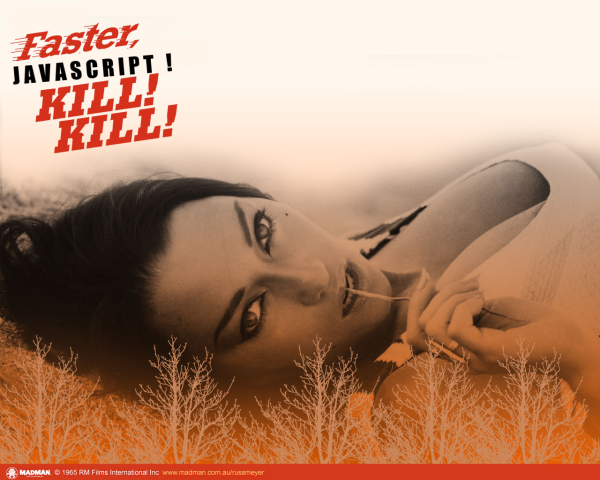 Faster,
JAVASCRIPT !
KILL!
KILL!
MADMAN. © 1965 RM Films International Inc www.madman.com.au/russmeyer